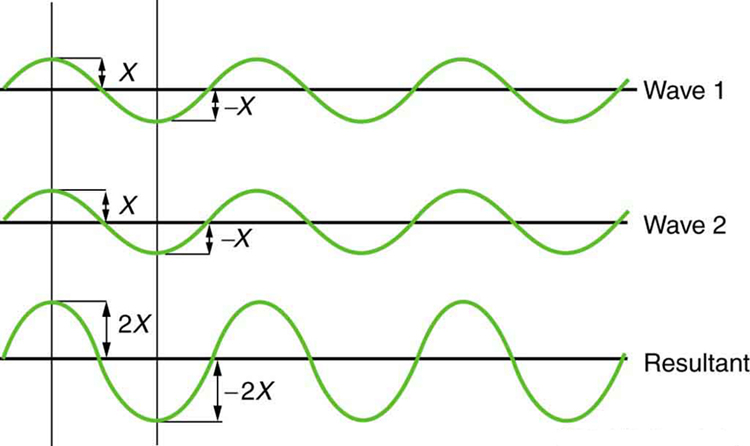 X
Wave 1
–X
X
Wave 2
–X
2X
Resultant
–2X